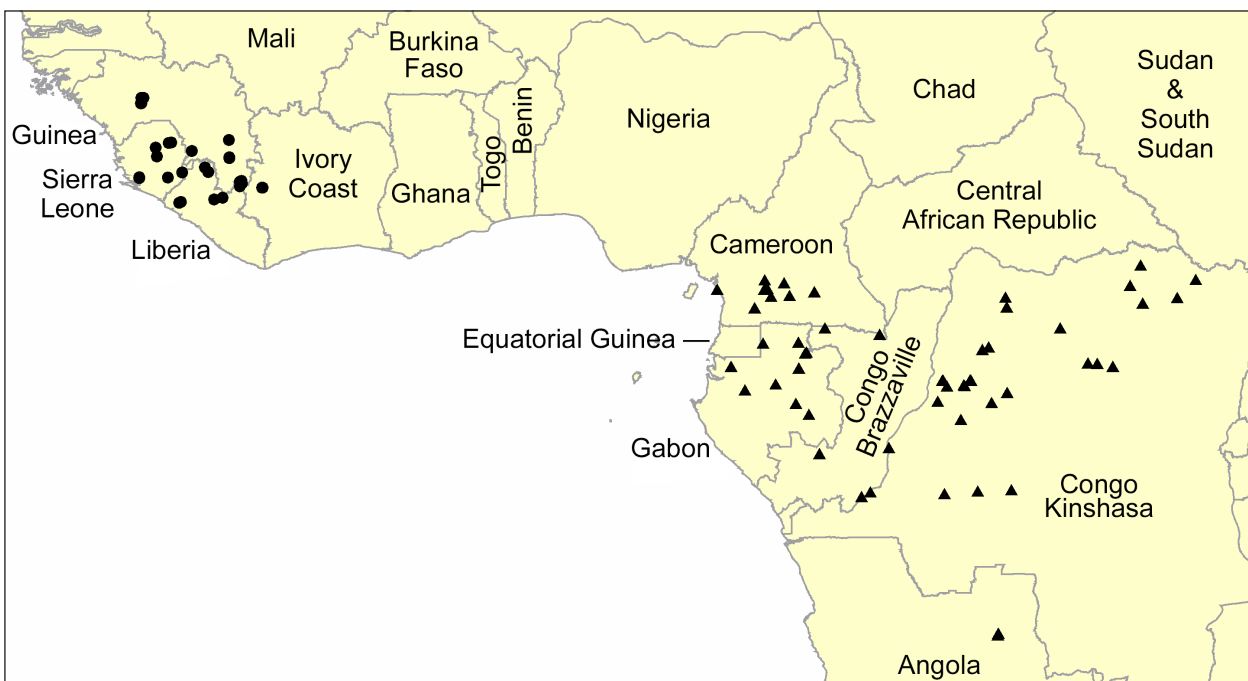 Mali
Burkina
Faso
Benin
Togo
Nigeria
Chad
Sudan
&
South
Sudan
Guinea
Sierra
Leone
Ivory
Coast
Ghana
Liberia
Cameroon
Central
African Republic
Equatorial Guinea
Congo
Brazzaville
Gabon
Congo
Kinshasa
Angola